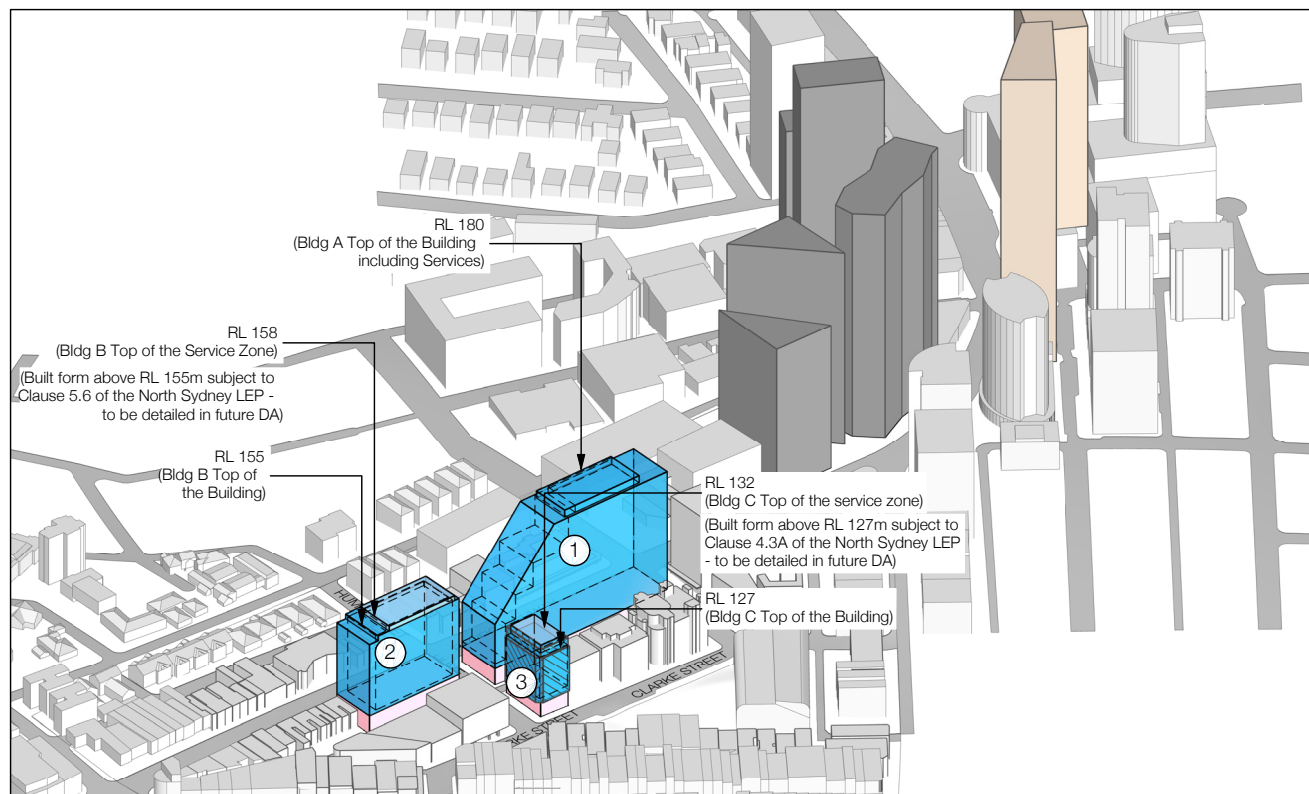 RL 180
(Bldg A Top of the Building
including Services)
RL 158
(Bldg B Top of the Service Zone)
(Built form above RL 155m subject to
Clause 5.6 of the North Sydney LEP -
to be detailed in future DA)
RL 155
(Bldg B Top of
the Building)
RL 132
(Bldg C Top of the service zone)
(Built form above RL 127m subject to
Clause 4.3A of the North Sydney LEP
- to be detailed in future DA)
RL 127
(Bldg C Top of the Building)
1
2
3
HUM
CLARKE STREET
RKE STREET